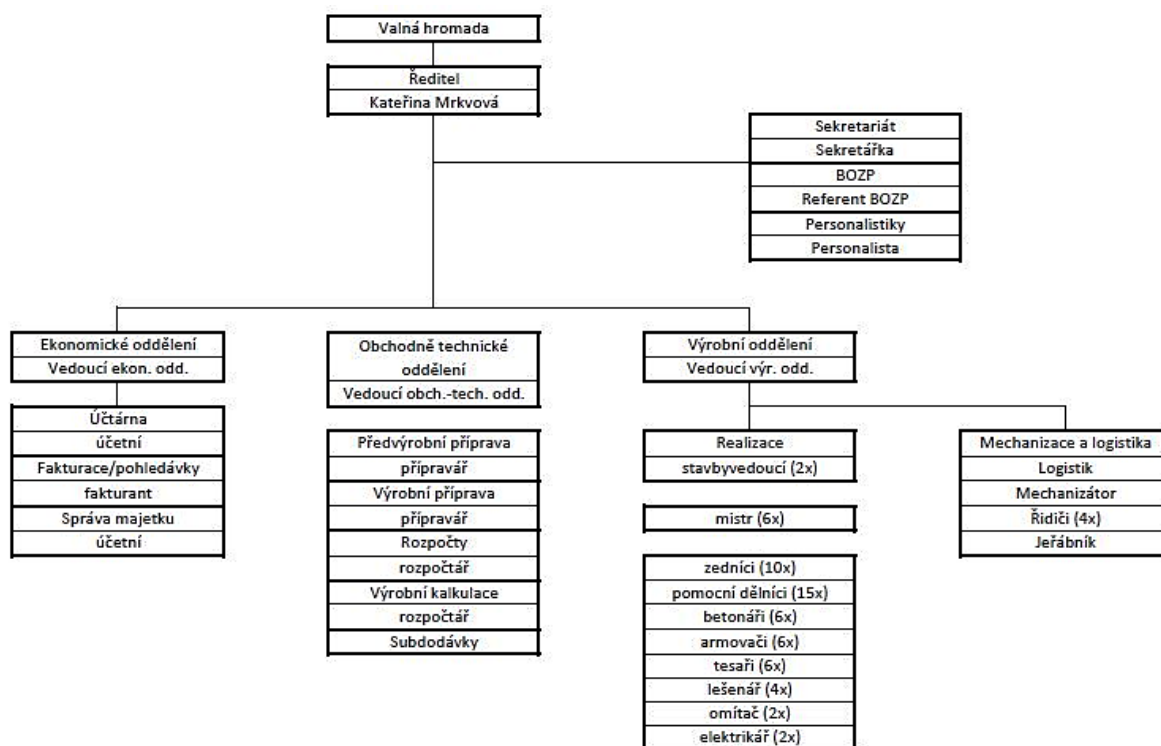 Valná hromada
Ředitel
Kateřina Mrkvová
Sekretariát
Sekretářka
BOZP
Referent BOZP
Personalistiky
Personalista
Ekonomické oddělení
Vedoucí ekon. odd.
Účtárna
účetní
Fakturace/pohledávky
fakturant
Správa majetku
účetní
Obchodně technické
oddělení
Vedoucí obch.-tech. odd.
Předvýrobní příprava
přípravář
Výrobní příprava
přípravář
Rozpočty
rozpočtář
Výrobní kalkulace
rozpočtář
Subdodávky
Výrobní oddělení
Vedoucí výr. odd.
Realizace
stavbyvedoucí (2x)
mistr (6x)
zedníci (10x)
pomocní dělníci (15x)
betonáři (6x)
armovači (6x)
tesaři (6x)
lešenář (4x)
omítač (2x)
elektrikář (2x)
Mechanizace a logistika
Logistik
Mechanizátor
Řidiči (4x)
Jeřábník